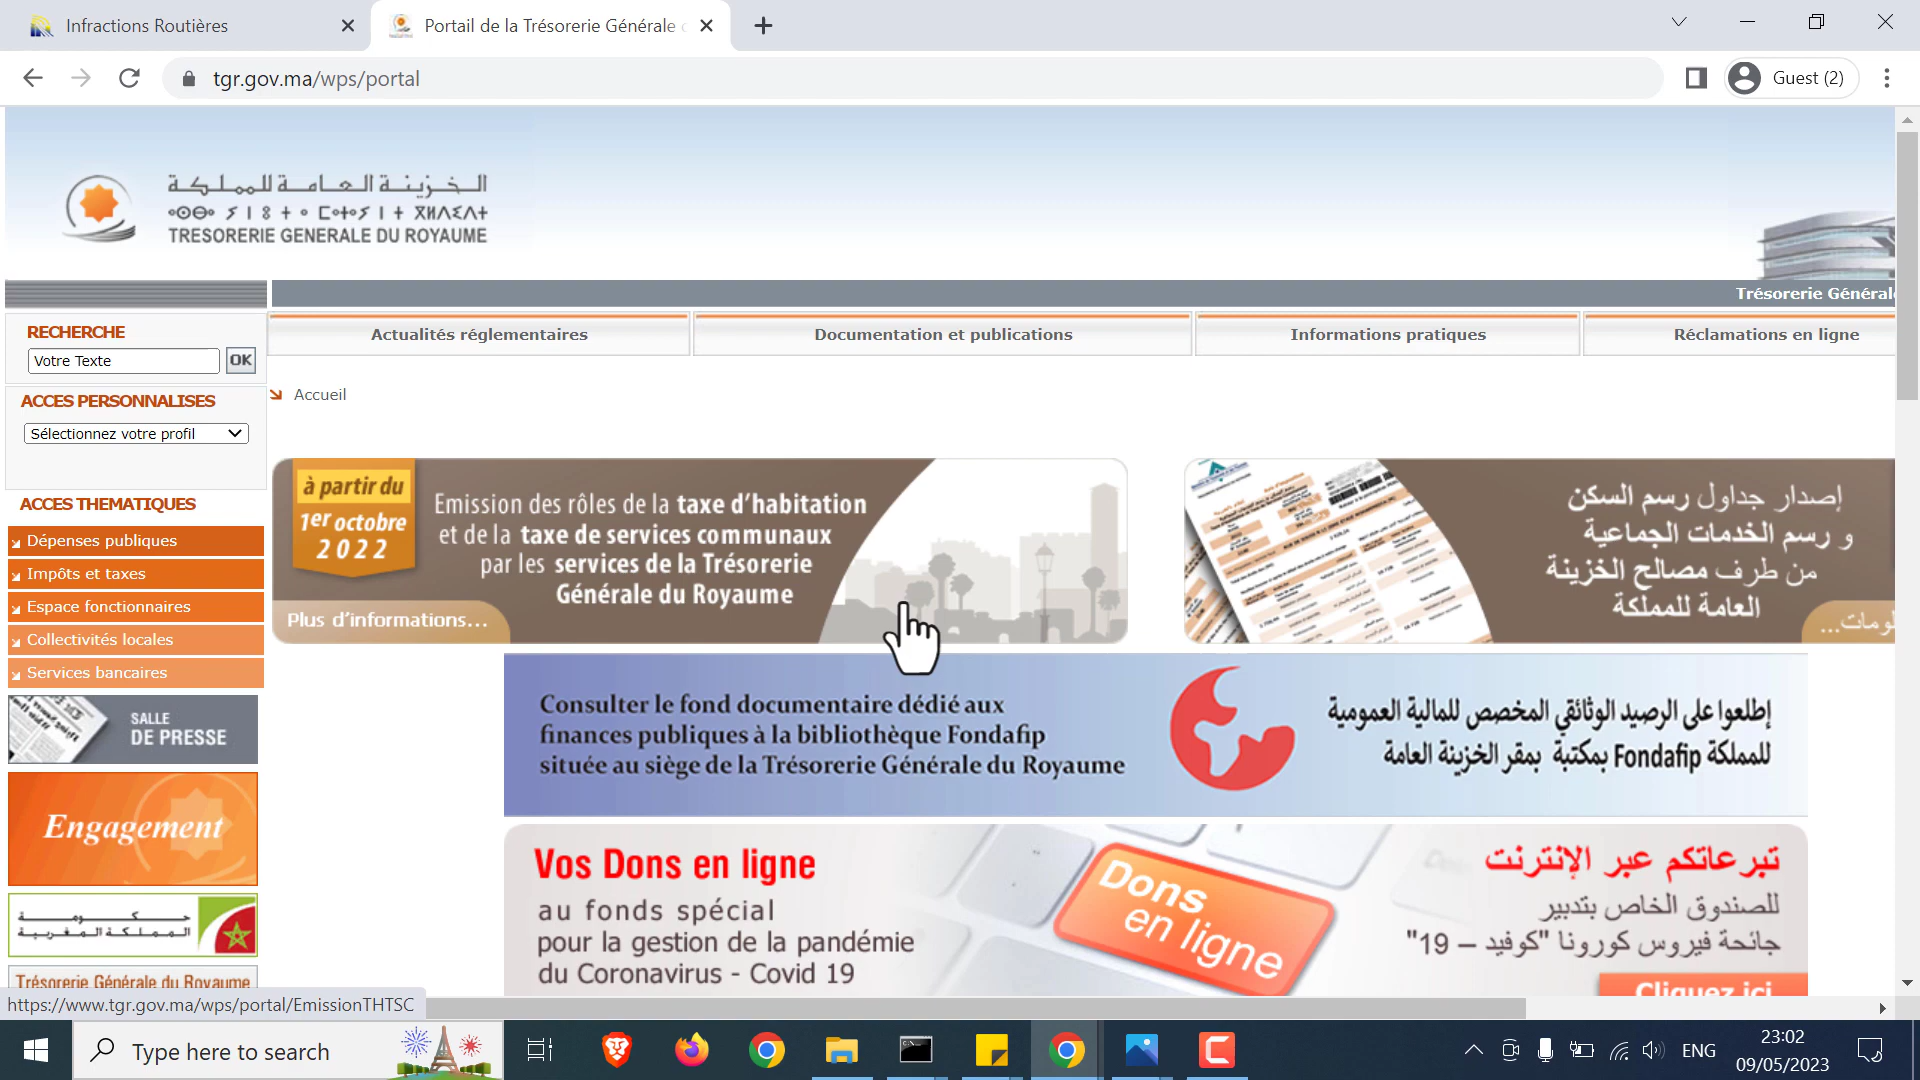 Infractions Routières
Portail de la Trésorerie Générale
tgr.gov.ma/wps/portal
Guest (2)
الخزينة العامة للمملكة
TRESORERIE GENERALE DU ROYAUME
Trésorerie Général
RECHERCHE
Votre Texte
OK
ACCES PERSONNALISES
Sélectionnez votre profil
ACCES THEMATIQUES
Dépenses publiques
Impôts et taxes
Espace fonctionnaires
Collectivités locales
Services bancaires
SALLE
DE PRESSE
Engagement
حكومة
المملكة المغربية
Trésorerie Générale du Royaume
Actualités réglementaires
Documentation et publications
Informations pratiques
Réclamations en ligne
Accueil
à partir du
1er octobre
2022
Emission des rôles de la taxe d'habitation
et de la taxe de services communaux
par les services de la Trésorerie
Générale du Royaume
Plus d'informations...
إصدار جداول رسم السكن
و رسم الخدمات الجماعية
من طرف مصالح الخزينة
العامة للمملكة
Consulter le fond documentaire dédié aux
finances publiques à la bibliothèque Fondafip
située au siège de la Trésorerie Générale du Royaume
إطلعوا على الرصيد الوثائقي المخصص للمالية العمومية
للمملكة Fondafip بمكتبة بمقر الخزينة العامة
Vos Dons en ligne
au fonds spécial
pour la gestion de la pandémie
du Coronavirus - Covid 19
Dons
en ligne
تبرعاتكم عبر الإنترنت
للصندوق الخاص بتدبير
جائحة فيروس كورونا "كوفيد – 19"
Cliquez ici
https://www.tgr.gov.ma/wps/portal/EmissionTHTSC
Type here to search
ENG
23:02
09/05/2023